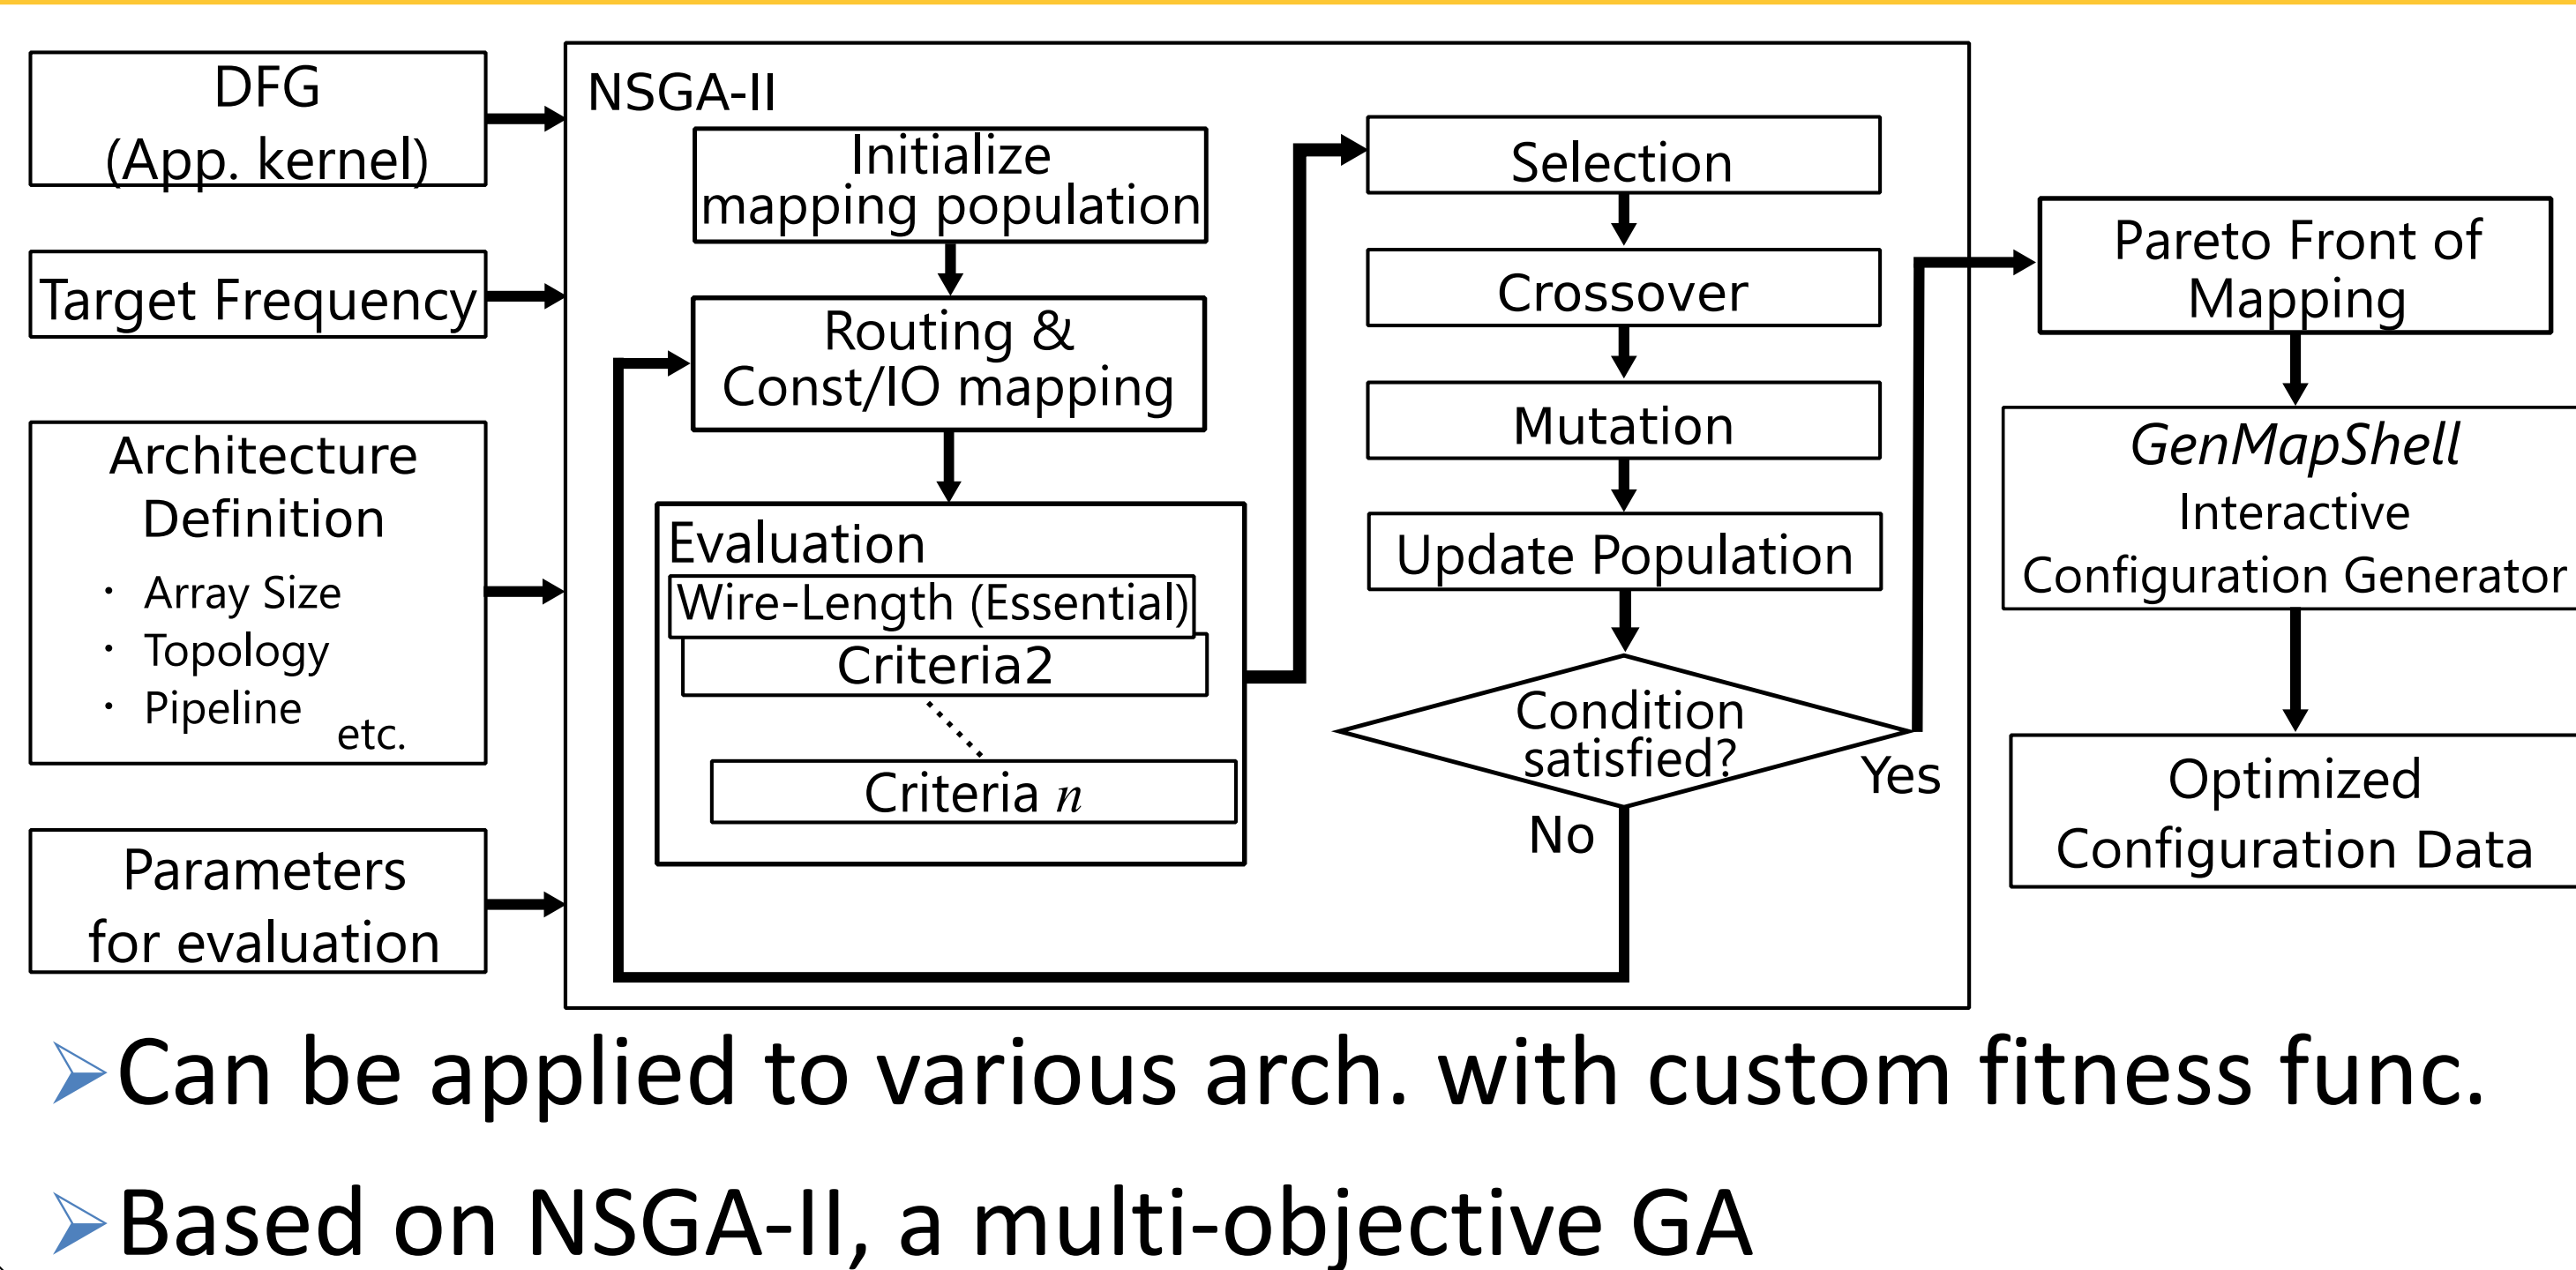 DFG
(App. kernel)
Target Frequency
Architecture
Definition
・ Array Size
・ Topology
・ Pipeline
etc.
Parameters
for evaluation
NSGA-II
Initialize
mapping population
Routing &
Const/IO mapping
Evaluation
Wire-Length (Essential)
Criteria2
Criteria n
Selection
Crossover
Mutation
Update Population
Condition
satisfied?
Yes
No
Pareto Front of
Mapping
GenMapShell
Interactive
Configuration Generator
Optimized
Configuration Data
Can be applied to various arch. with custom fitness func.
Based on NSGA-II, a multi-objective GA